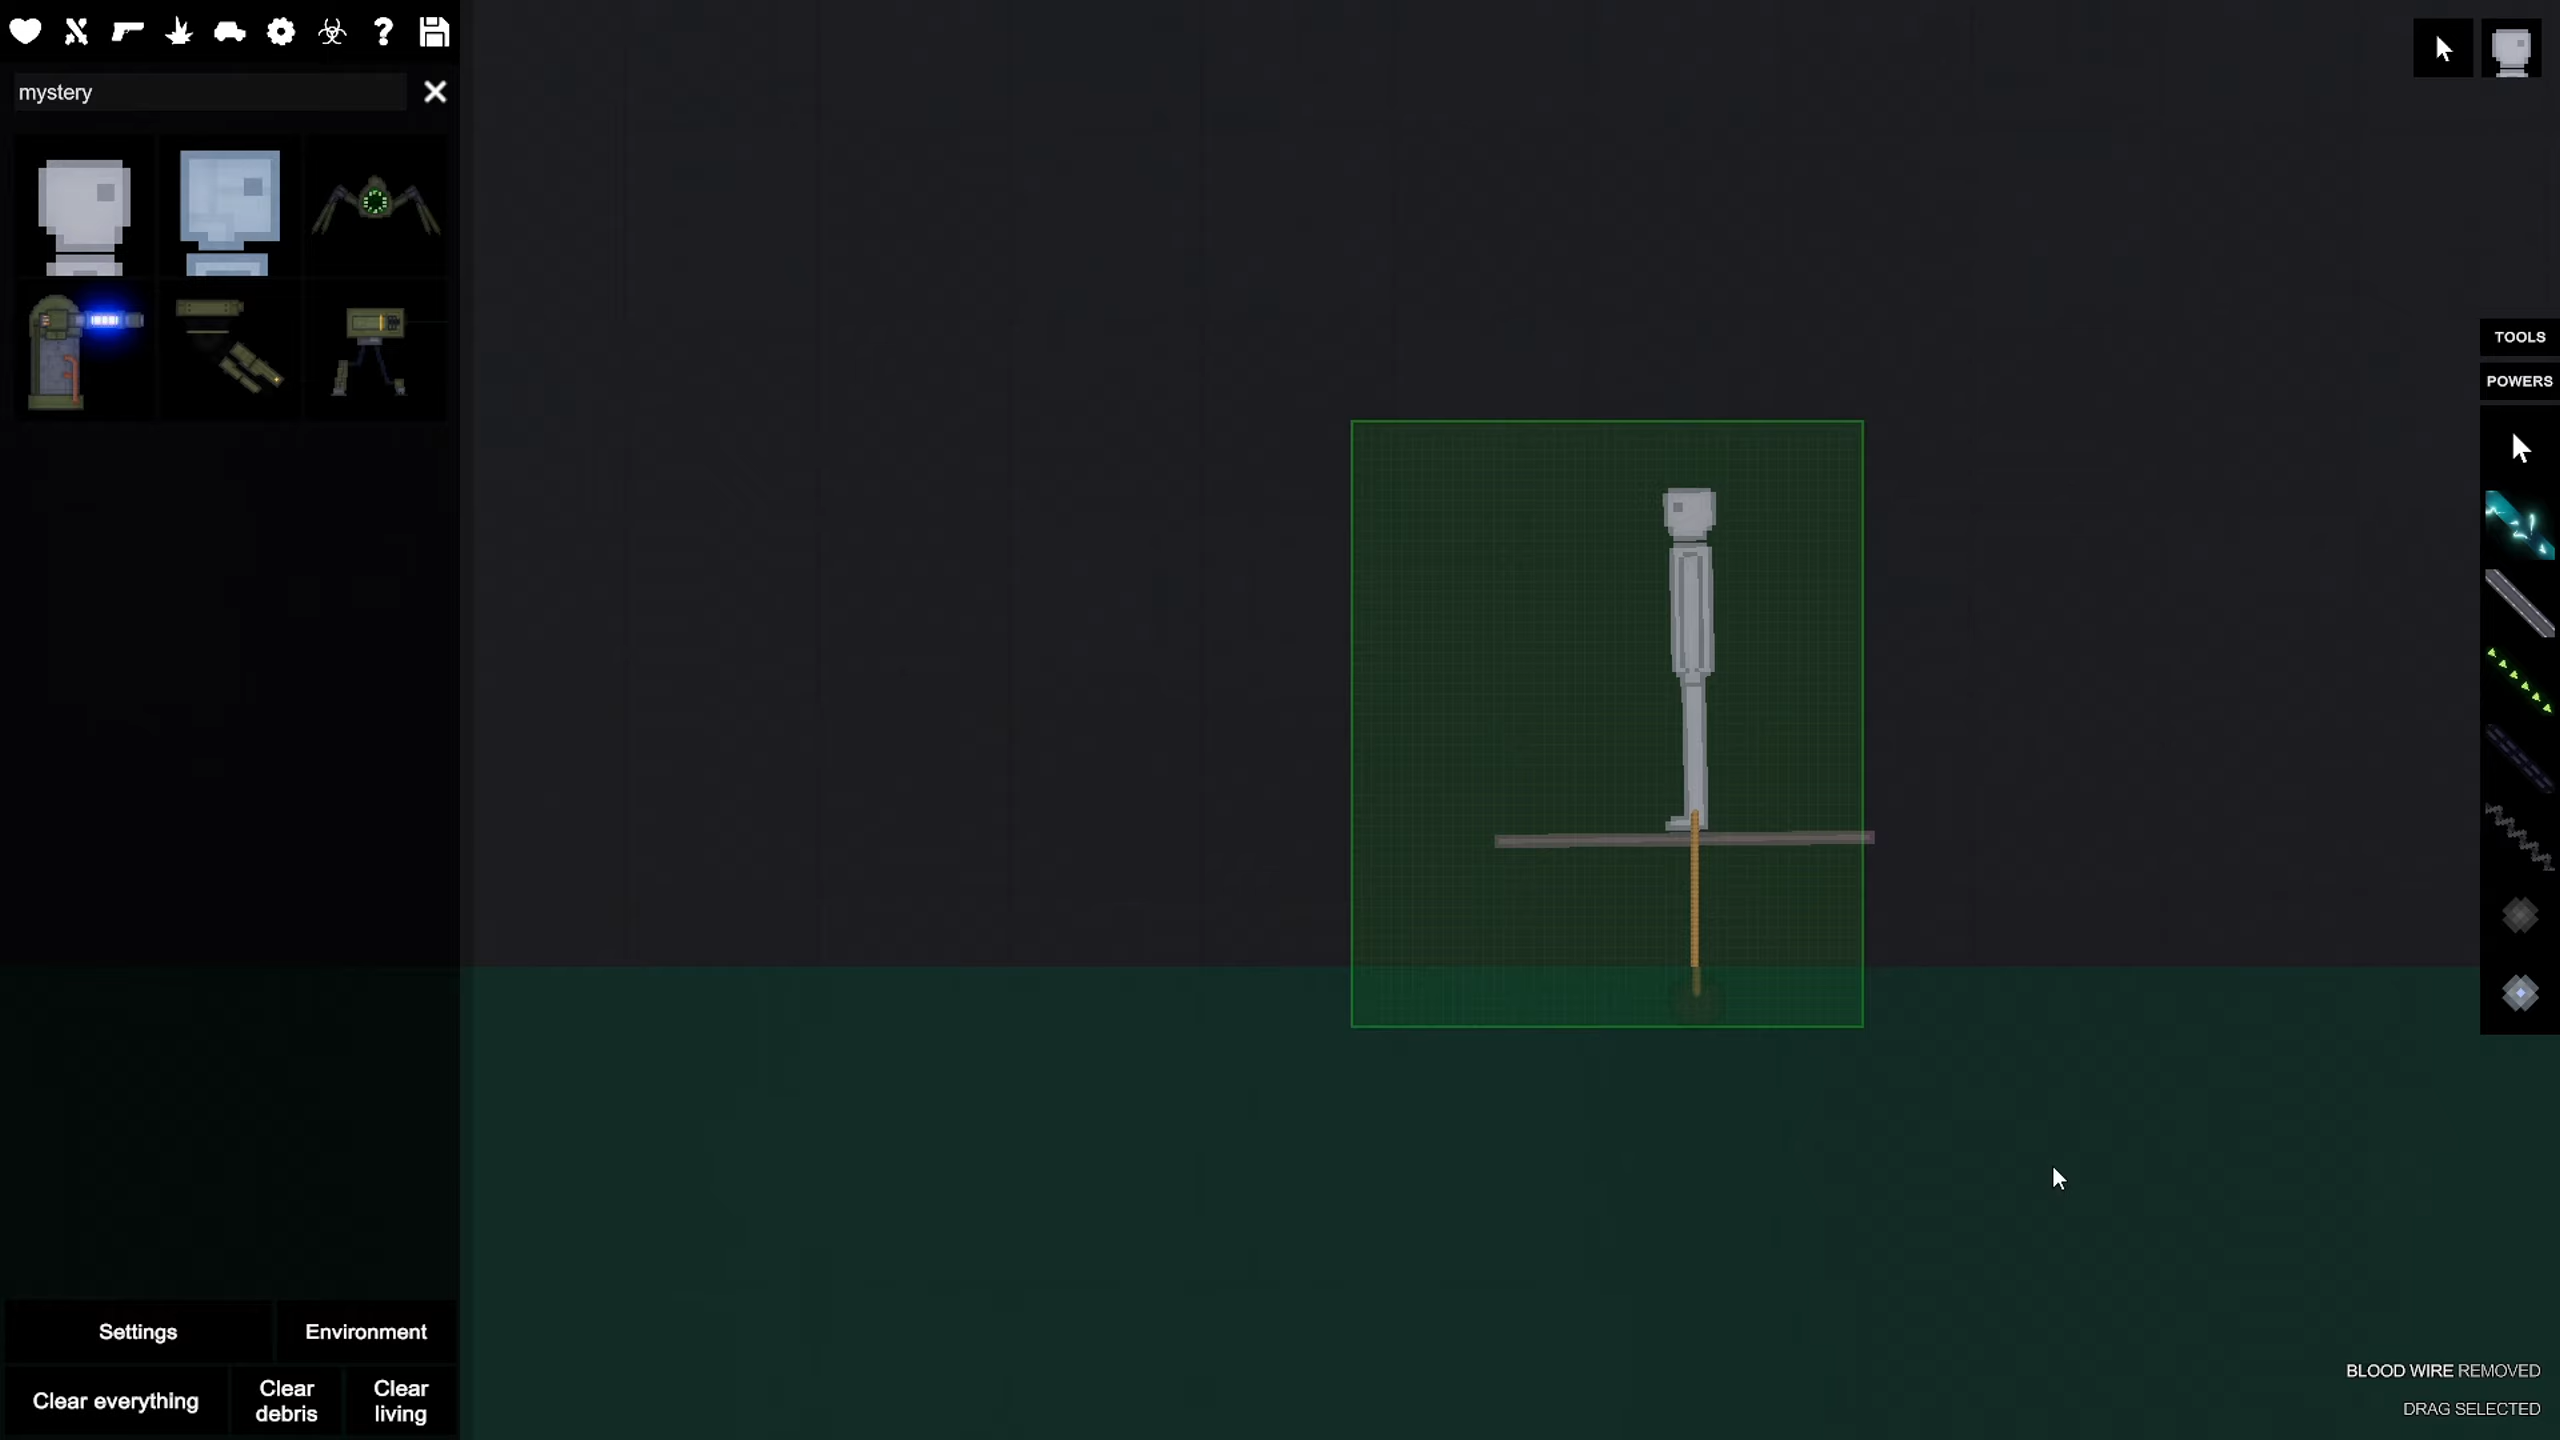 mystery
TOOLS
POWERS
Settings
Environment
Clear everything
Clear
debris
Clear
living
BLOOD WIRE REMOVED
DRAG SELECTED